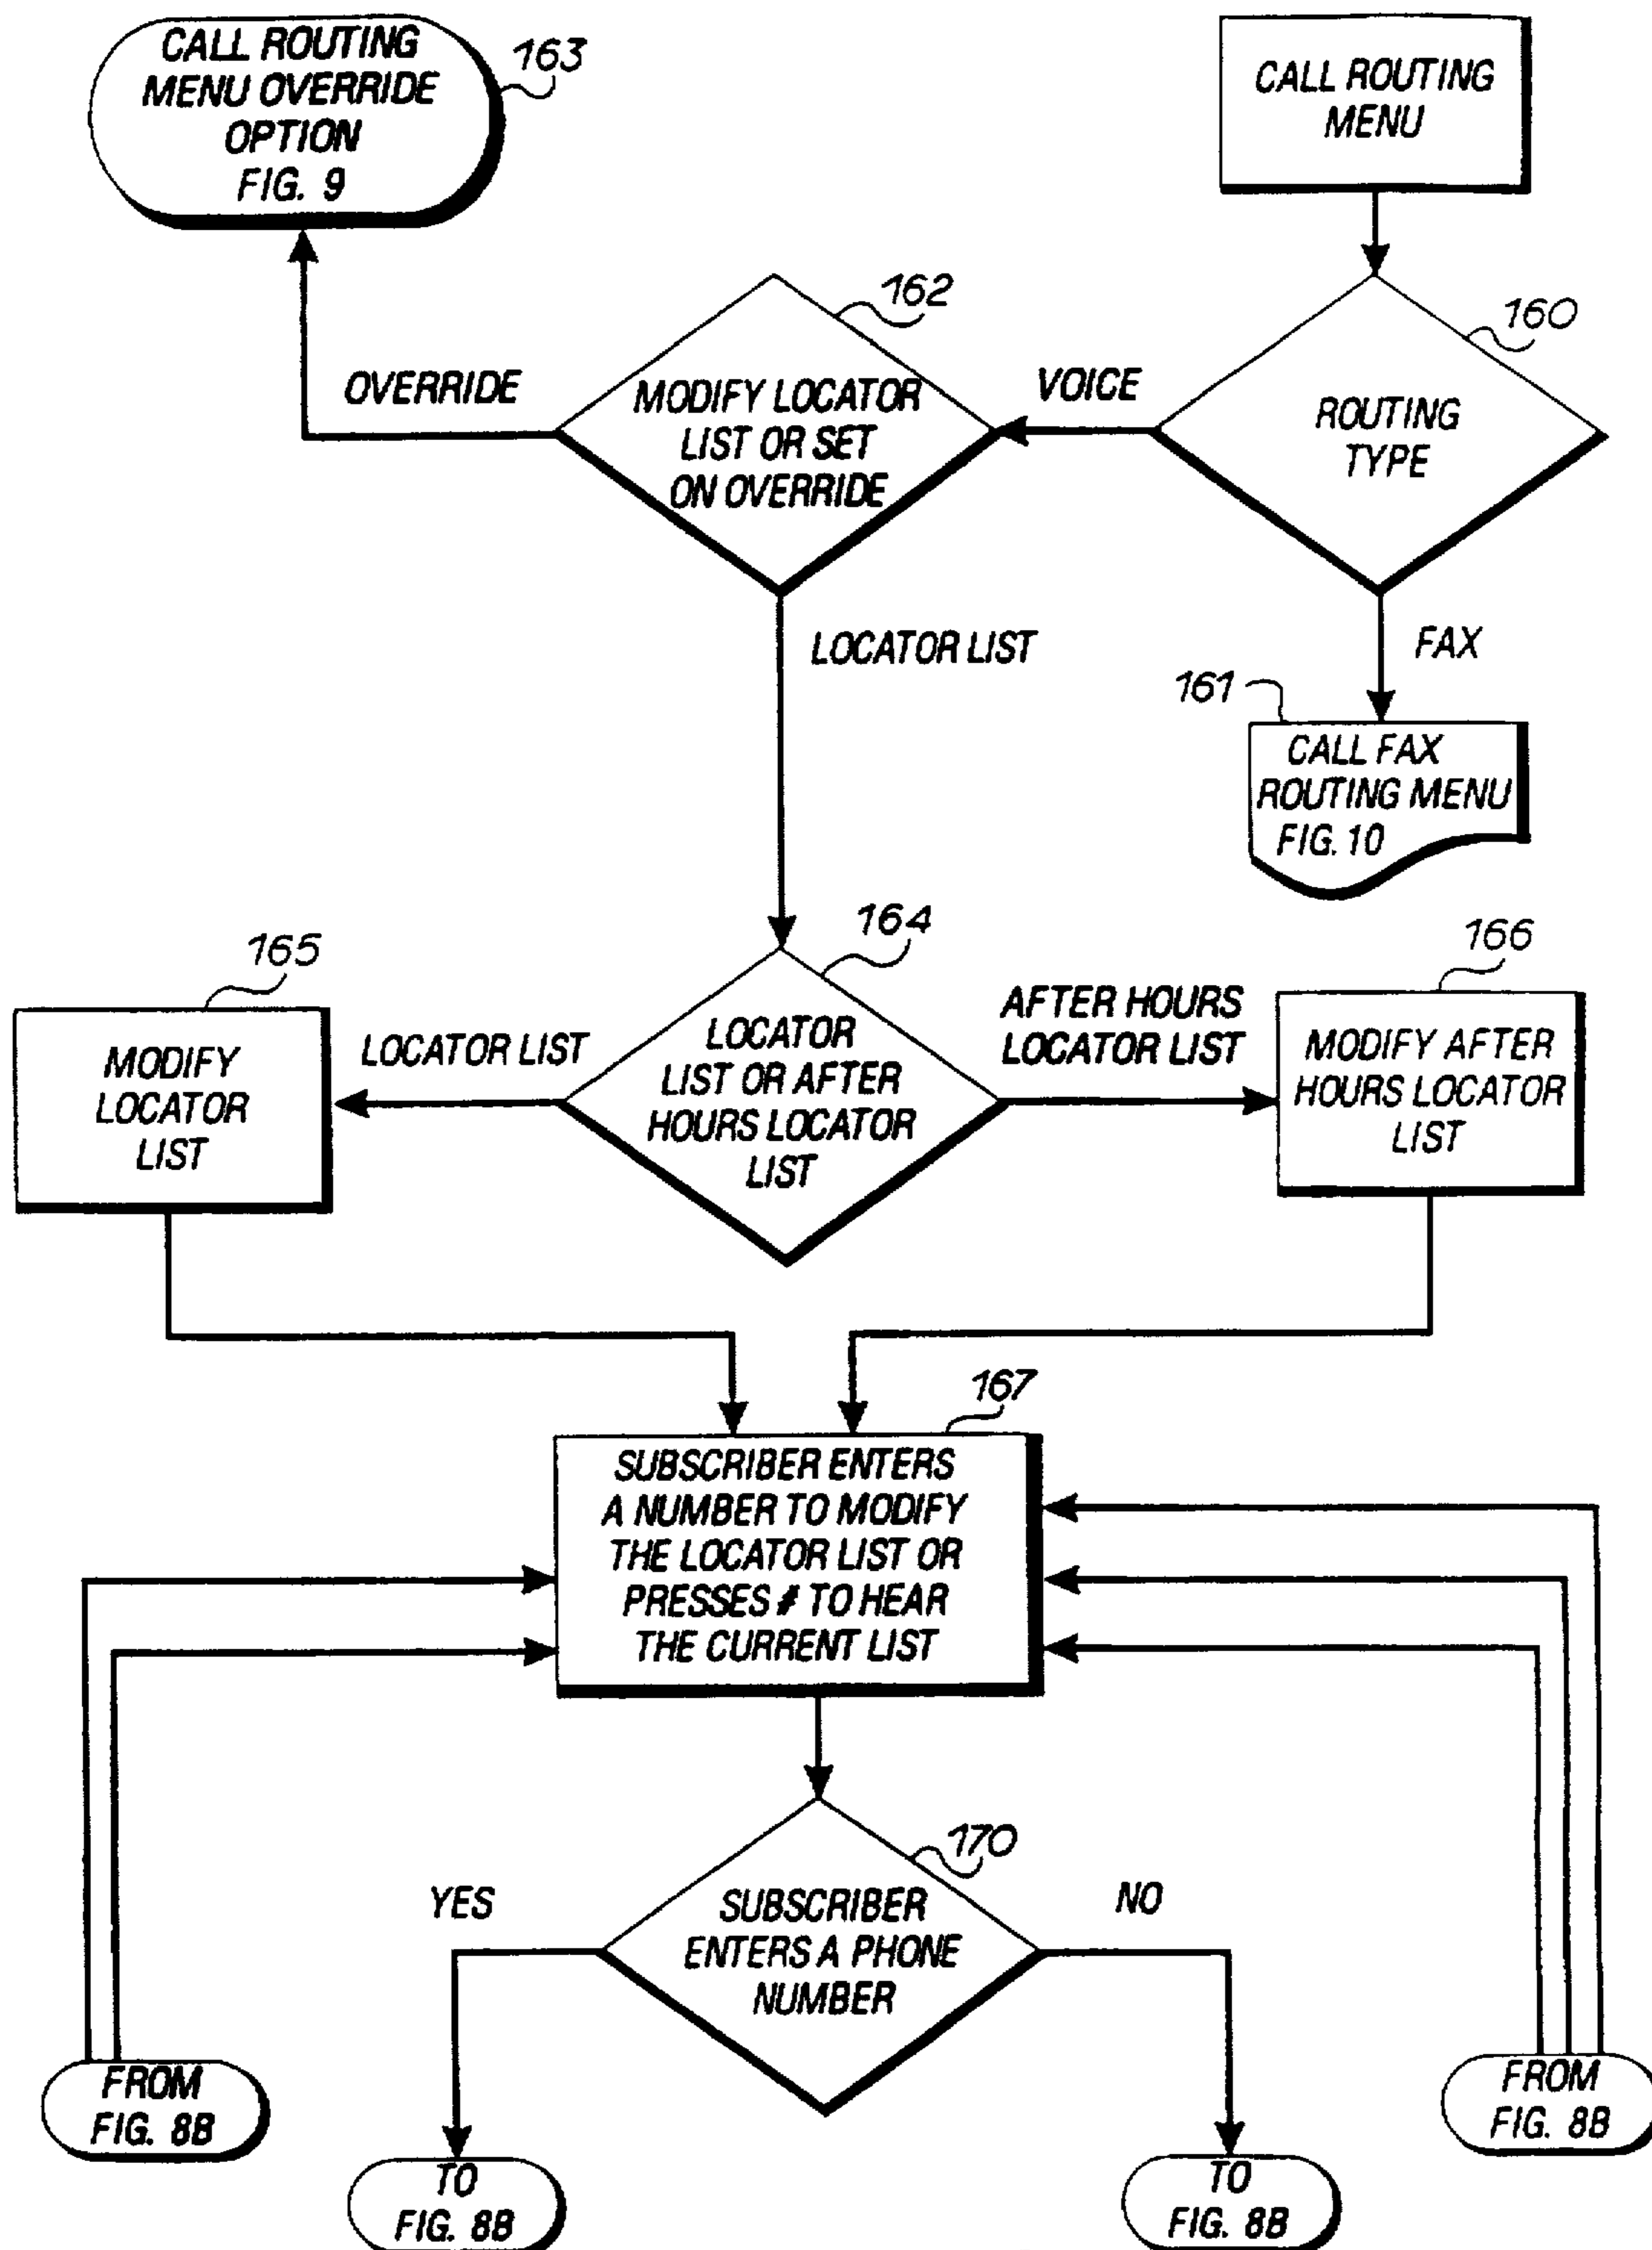 CALL ROUTING
MENU OVERRIDE
OPTION
FIG. 9
163
CALL ROUTING
MENU
162
160
OVERRIDE
MODIFY LOCATOR
LIST OR SET
ON OVERRIDE
VOICE
ROUTING
TYPE
LOCATOR LIST
FAX
161
CALL FAX
ROUTING MENU
FIG. 10
165
164
166
MODIFY
LOCATOR
LIST
LOCATOR LIST
LOCATOR
LIST OR AFTER
HOURS LOCATOR
LIST
AFTER HOURS
LOCATOR LIST
MODIFY AFTER
HOURS LOCATOR
LIST
167
SUBSCRIBER ENTERS
A NUMBER TO MODIFY
THE LOCATOR LIST OR
PRESSES # TO HEAR
THE CURRENT LIST
170
YES
SUBSCRIBER
ENTERS A PHONE
NUMBER
NO
FROM
FIG. 8B
TO
FIG. 8B
TO
FIG. 8B
FROM
FIG. 8B